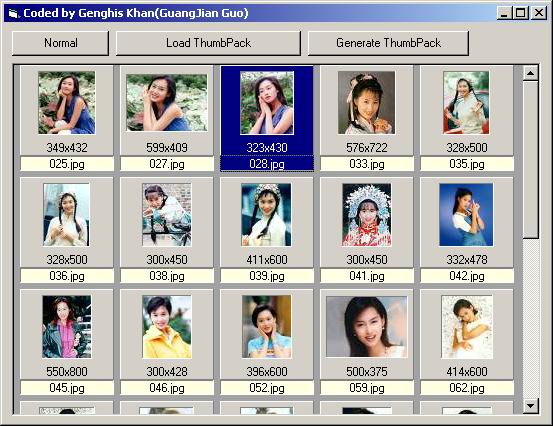 Coded by Genghis Khan(GuangJian Guo)
Normal Load ThumbPack Generate ThumbPack
349x432 599x409 323x430 576x722 328x500
025.jpg 027.jpg 028.jpg 033.jpg 035.jpg
328x500 300x450 411x600 300x450 332x478
036.jpg 038.jpg 039.jpg 041.jpg 042.jpg
550x800 300x428 396x600 500x375 414x600
045.jpg 046.jpg 052.jpg 059.jpg 062.jpg